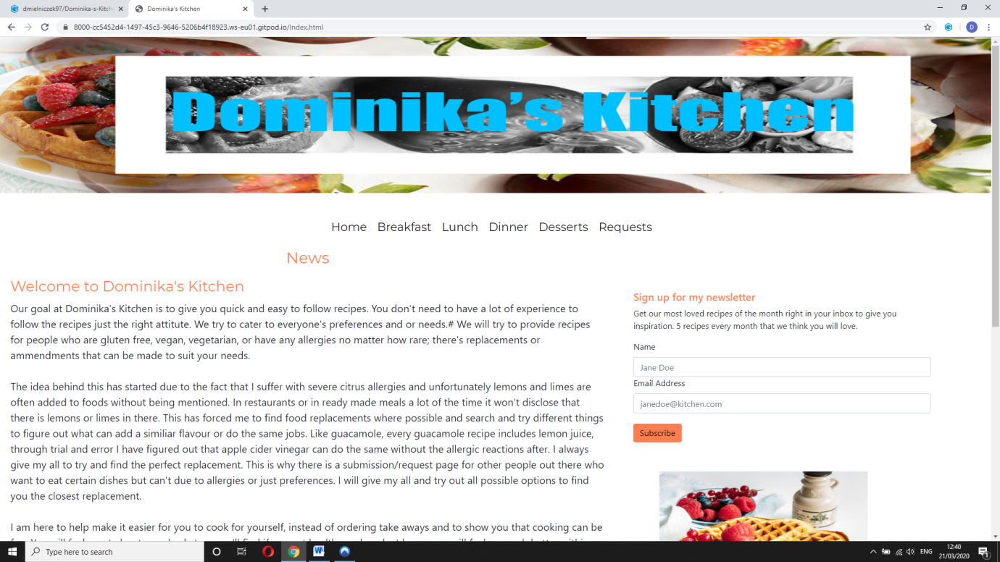 dmielniczek97/Dominika-s-Kitch
Dominika's Kitchen
8000-cc5452d4-1497-45c3-9646-5206b4f18923.ws-eu01.gitpod.io/Index.html
D
Dominika's Kitchen
Home Breakfast Lunch Dinner Desserts Requests
News
Welcome to Dominika's Kitchen
Our goal at Dominika's Kitchen is to give you quick and easy to follow recipes. You don't need to have a lot of experience to
follow the recipes just the right attitute. We try to cater to everyone's preferences and or needs.# We will try to provide recipes
for people who are gluten free, vegan, vegetarian, or have any allergies no matter how rare; there's replacements or
ammendments that can be made to suit your needs.
The idea behind this has started due to the fact that I suffer with severe citrus allergies and unfortunately lemons and limes are
often added to foods without being mentioned. In restaurants or in ready made meals a lot of the time it won't disclose that
there is lemons or limes in there. This has forced me to find food replacements where possible and search and try different things
to figure out what can add a similiar flavour or do the same jobs. Like guacamole, every guacamole recipe includes lemon juice,
through trial and error I have figured out that apple cider vinegar can do the same without the allergic reactions after. I always
give my all to try and find the perfect replacement. This is why there is a submission/request page for other people out there who
want to eat certain dishes but can't due to allergies or just preferences. I will give my all and try out all possible options to find
you the closest replacement.
I am here to help make it easier for you to cook for yourself, instead of ordering take aways and to show you that cooking can be
Sign up for my newsletter
Get our most loved recipes of the month right in your inbox to give you
inspiration. 5 recipes every month that we think you will love.
Name
Jane Doe
Email Address
janedoe@kitchen.com
Subscribe
Type here to search
ENG
12:40
21/03/2020
1